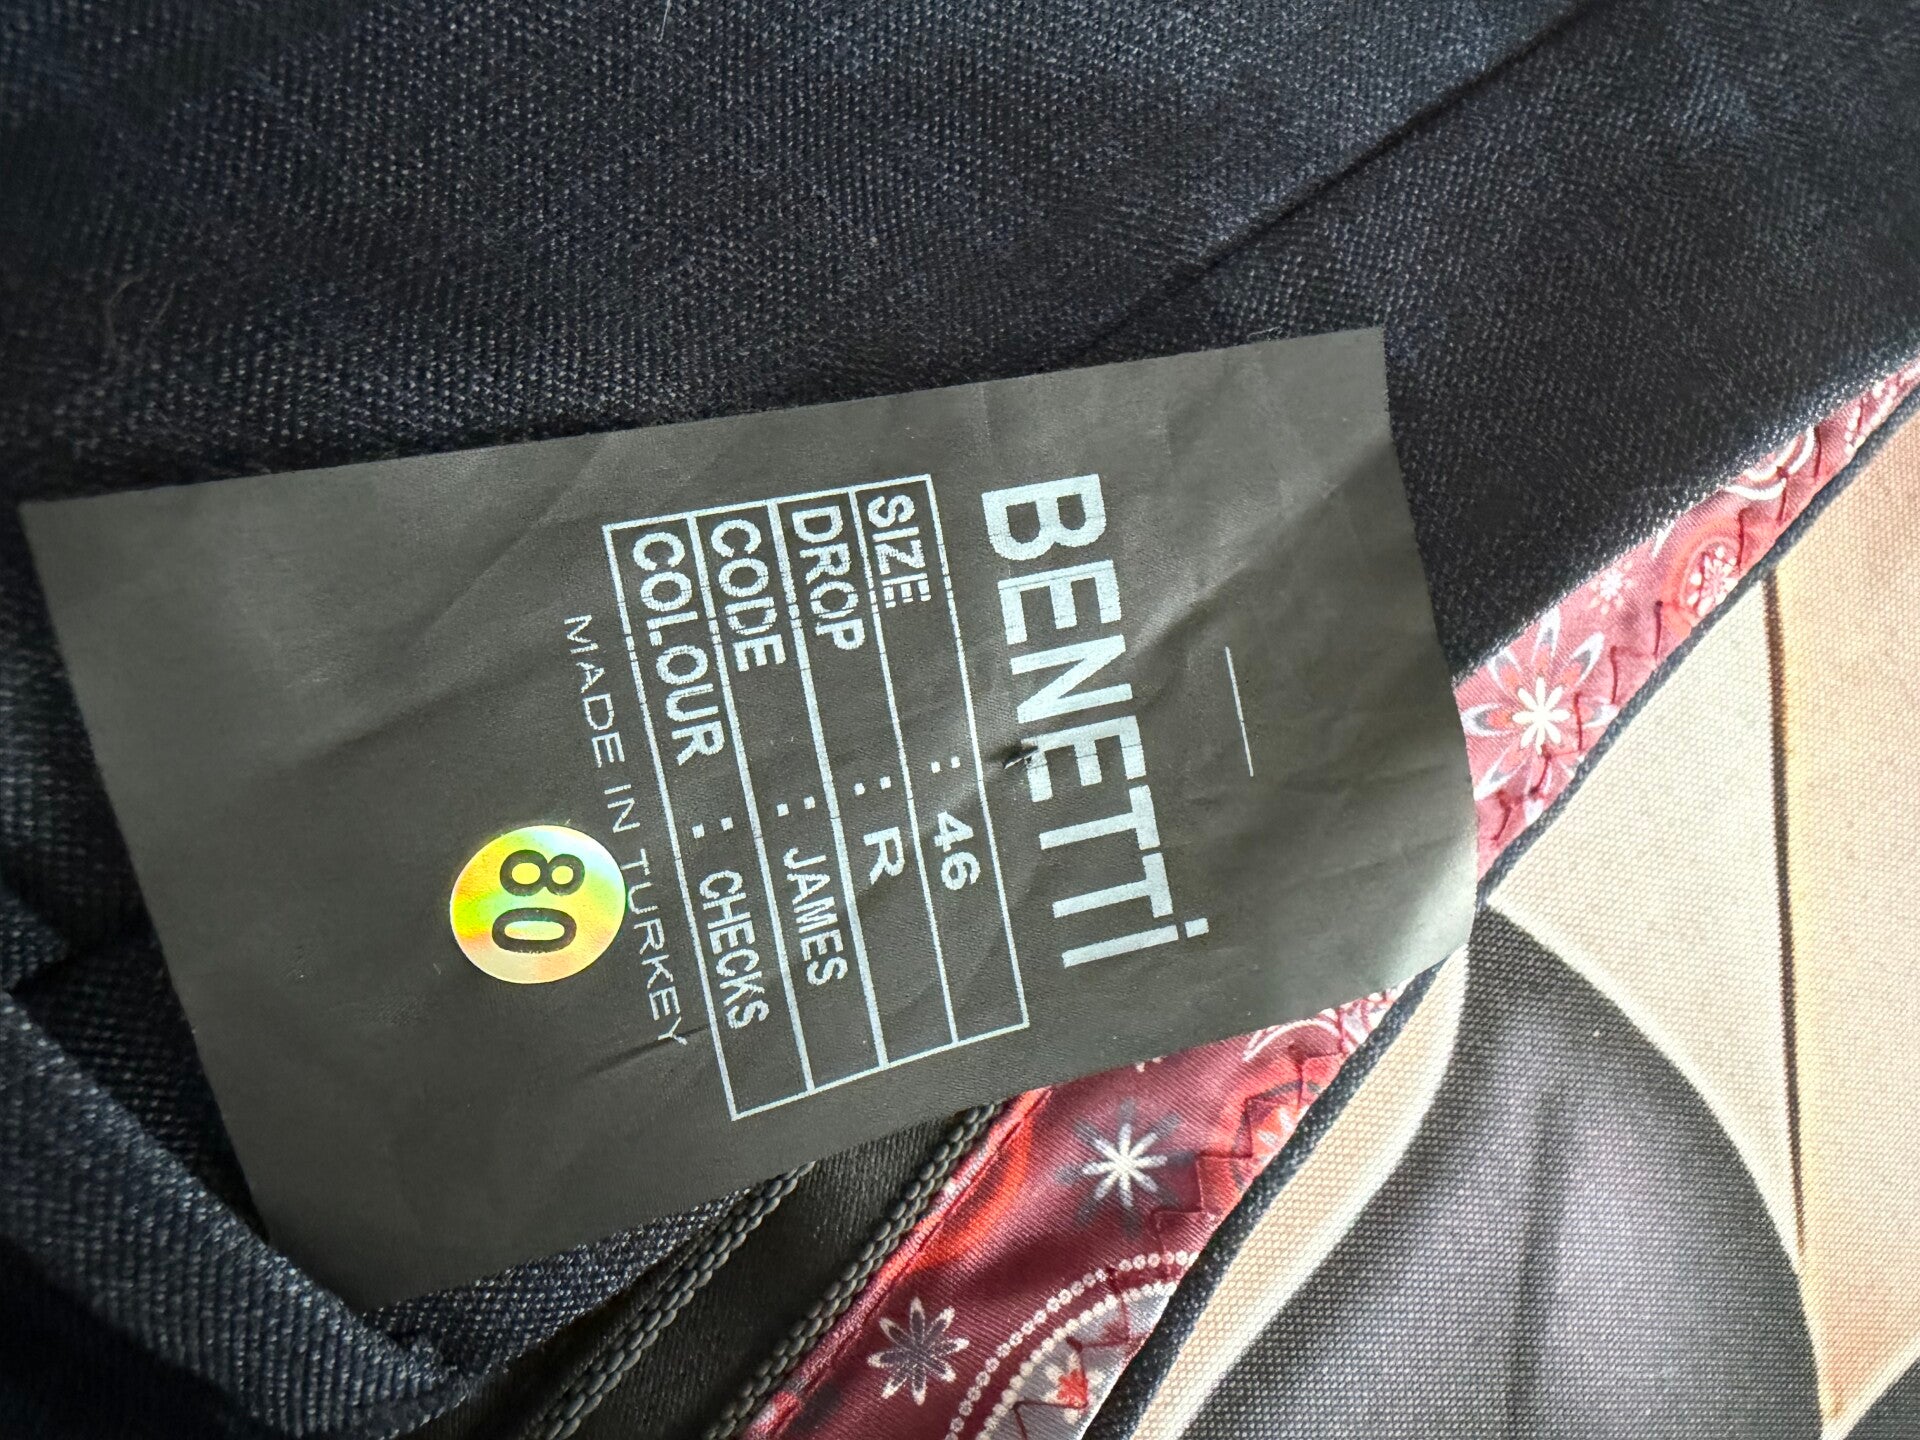 BENETTi
SIZE : 46
DROP : R
CODE : JAMES
COLOUR : CHECKS
MADE IN TURKEY
80